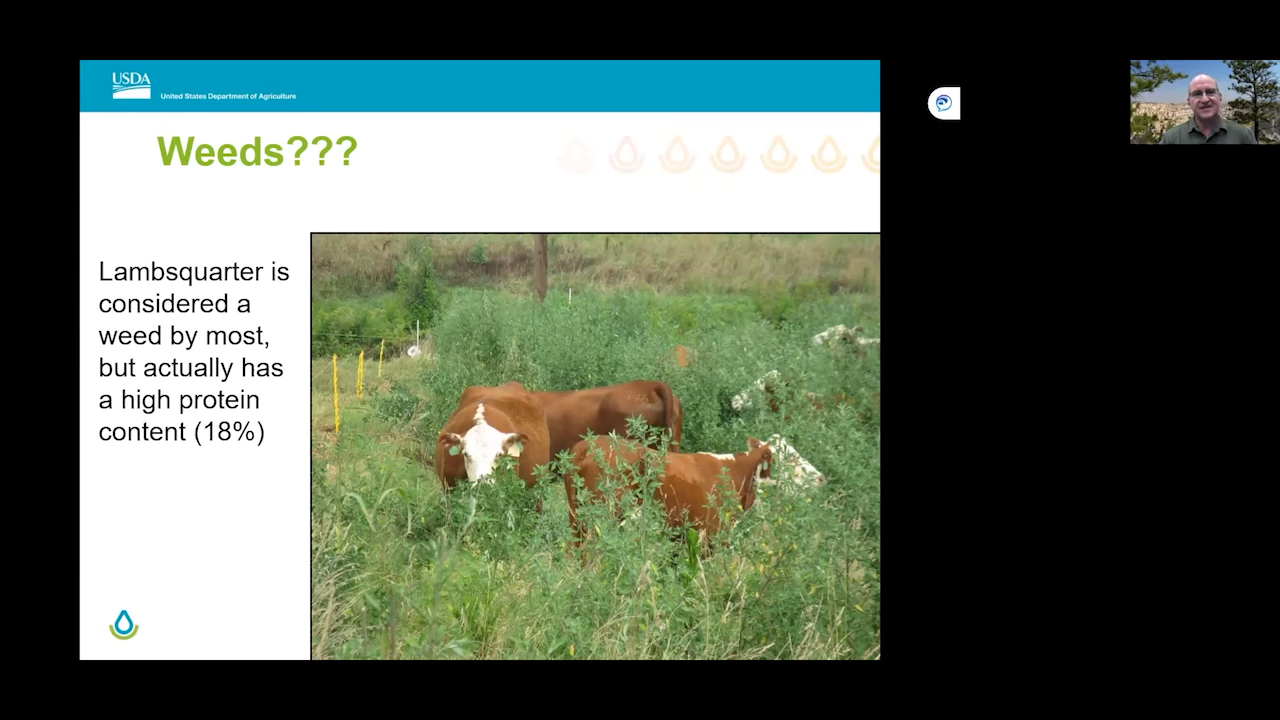 USDA
United States Department of Agriculture
Weeds???
Lambsquarter is
considered a
weed by most,
but actually has
a high protein
content (18%)